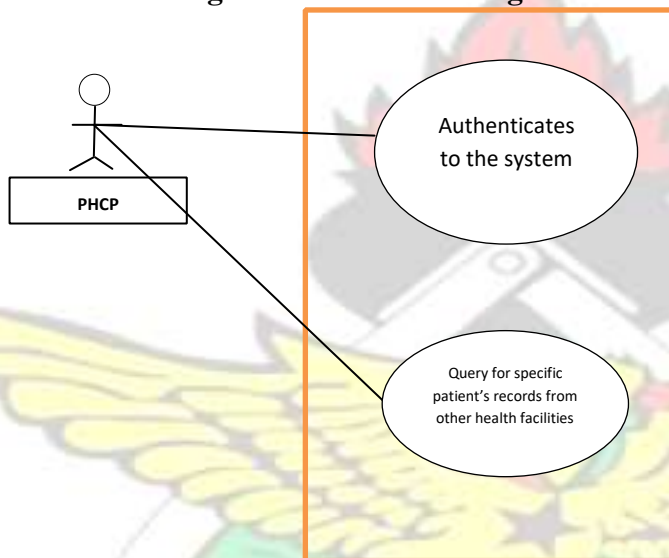 Authenticates
to the system
PHCP
Query for specific
patient's records from
other health facilities